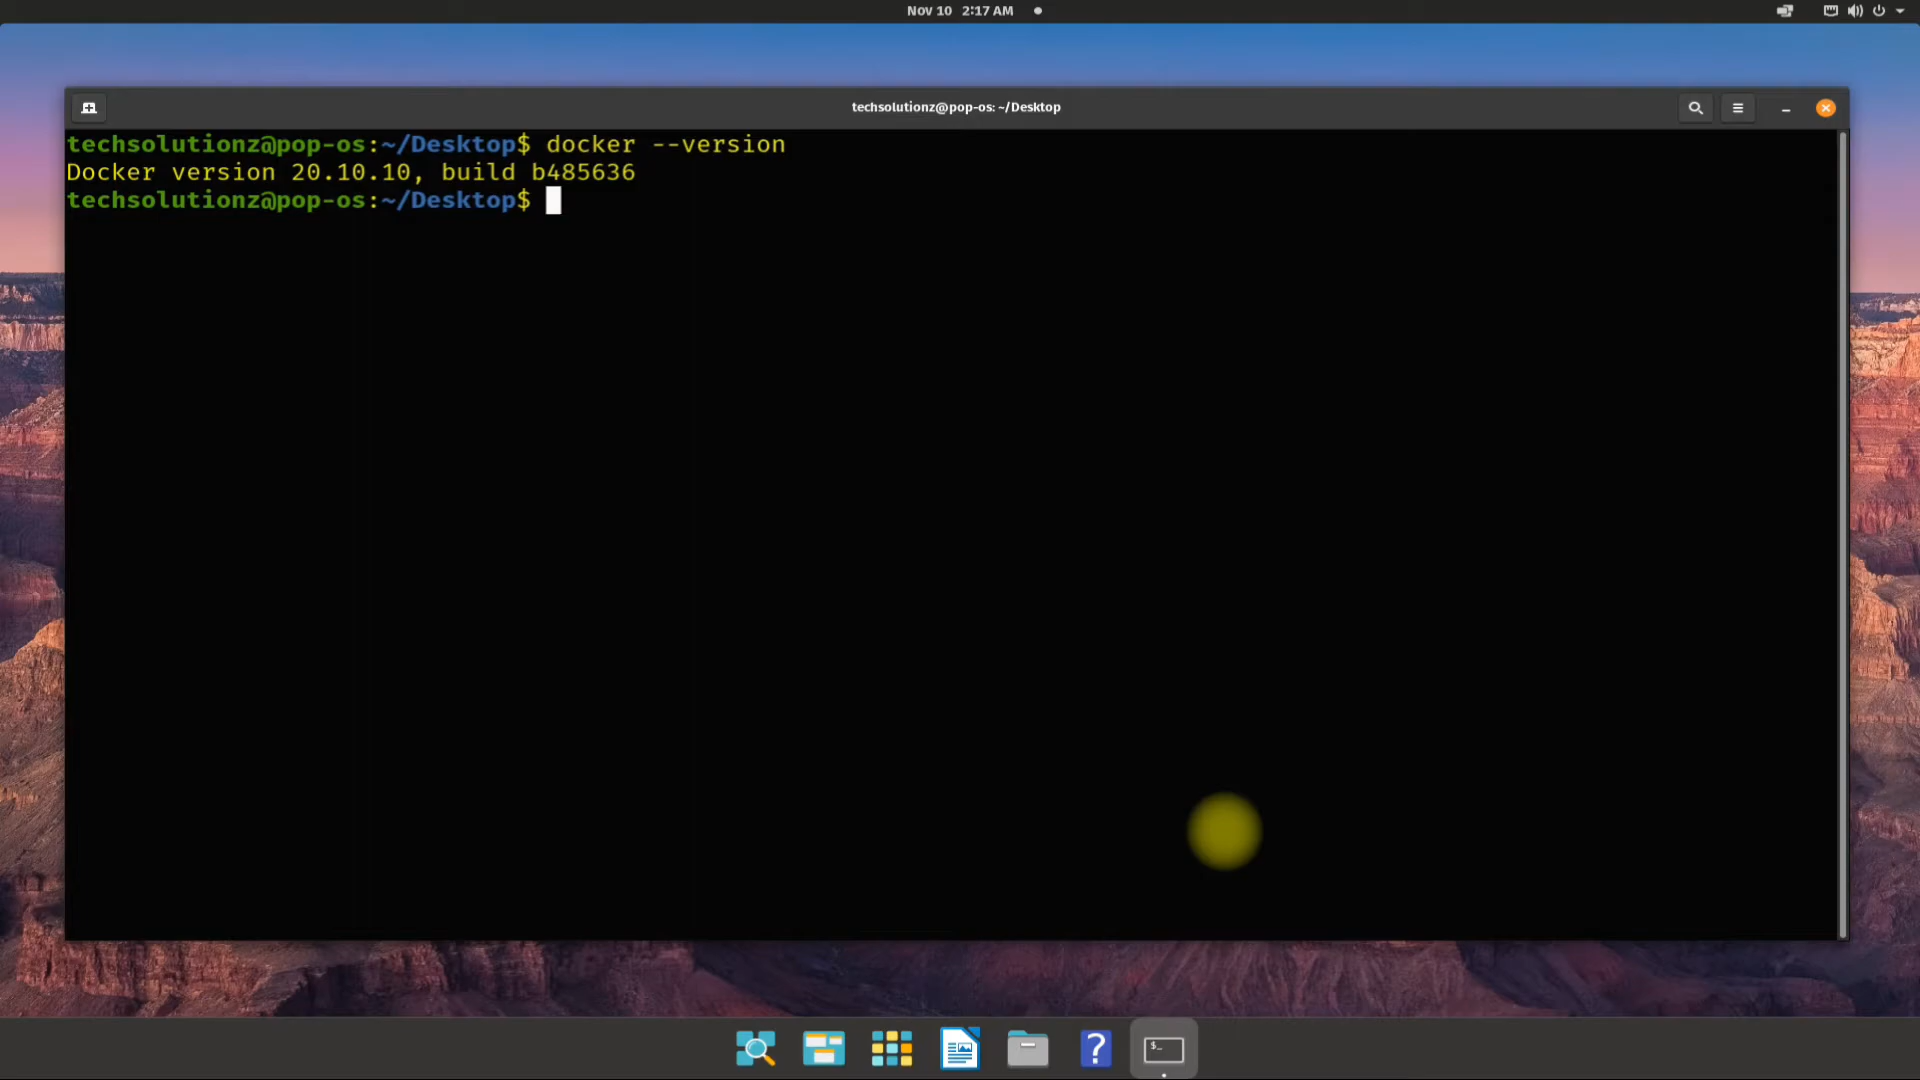 Nov 10 2:17 AM
techsolutionz@pop-os: ~/Desktop
techsolutionz@pop-os:~/Desktop$ docker --version
Docker version 20.10.10, build b485636
techsolutionz@pop-os:~/Desktop$